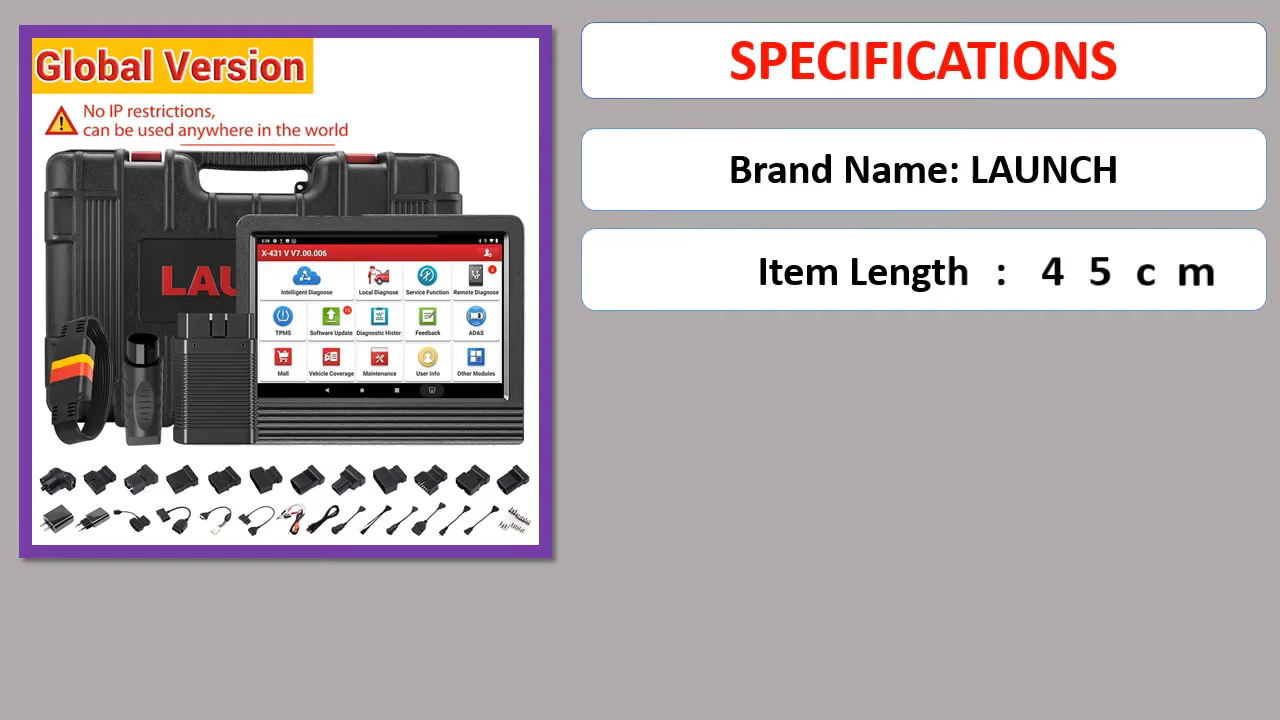 Global Version
No IP restrictions,
can be used anywhere in the world
LAU
X-431 V V7.00.006
Intelligent Diagnose
Local Diagnose
Service Function
Remote Diagnose
TPMS
Software Update
Diagnostic Histor
Feedback
ADAS
Mall
Vehicle Coverage
Maintenance
User Info
Other Modules
SPECIFICATIONS
Brand Name: LAUNCH
Item Length : 45cm